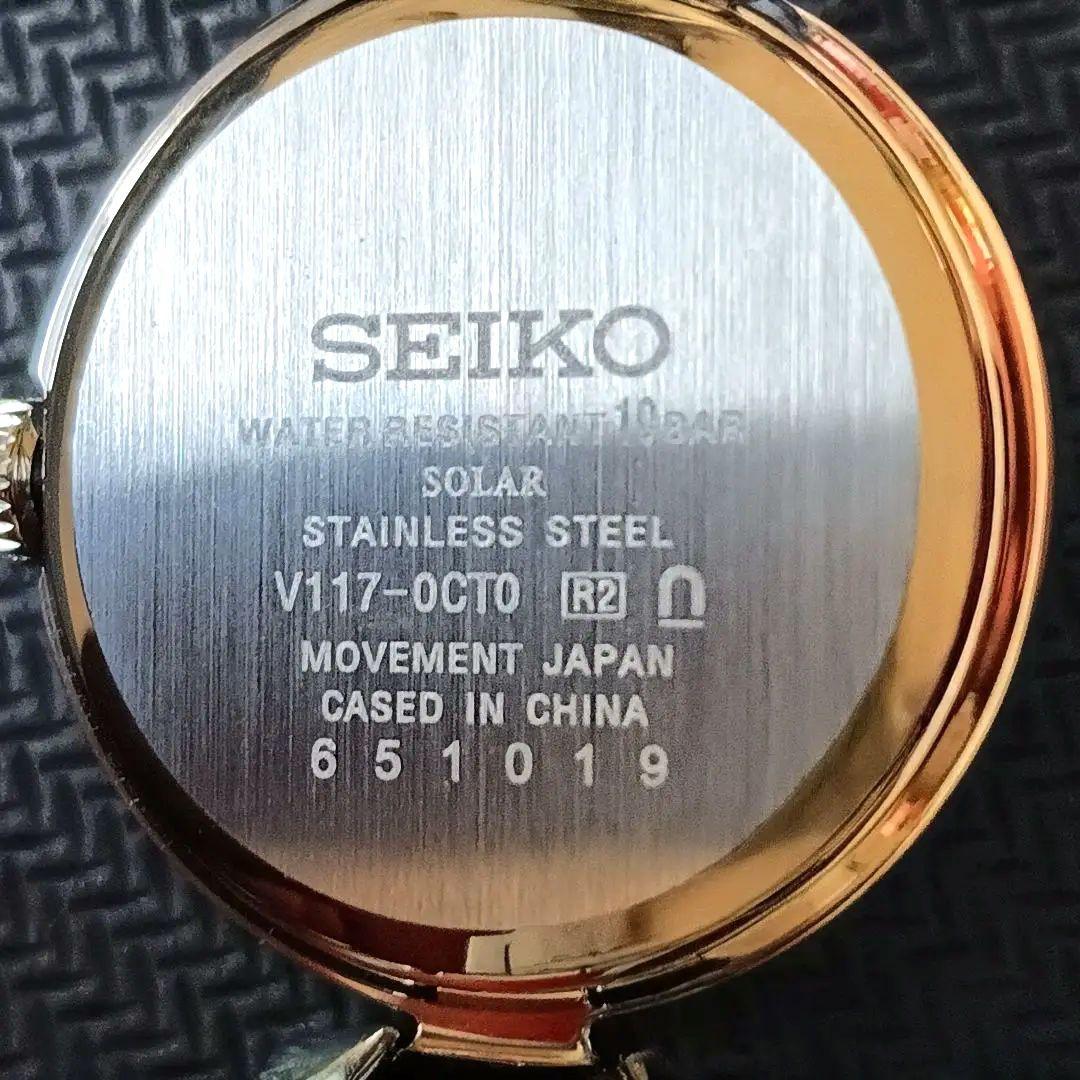 SEIKO
WATER RESISTANT 10 BAR
SOLAR
STAINLESS STEEL
V117-0CT0 R2
MOVEMENT JAPAN
CASED IN CHINA
651019